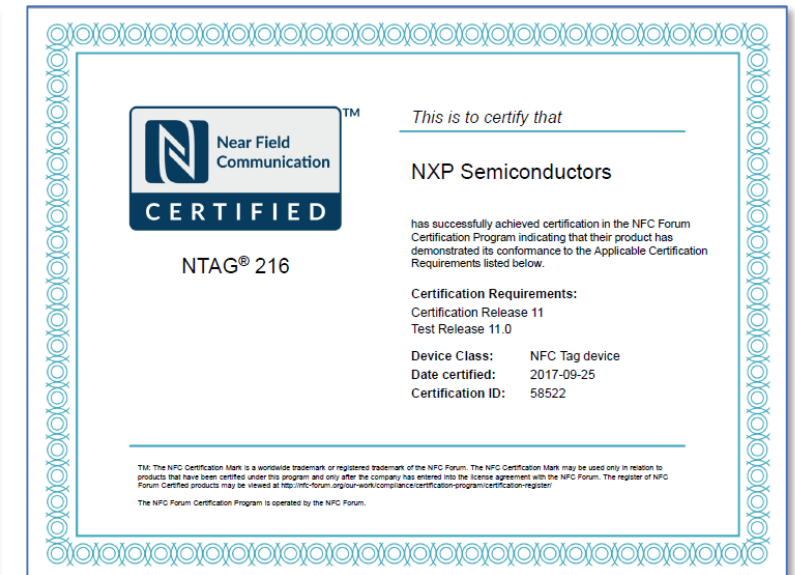 Near Field
Communication
TM
CERTIFIED
NTAG® 216
This is to certify that
NXP Semiconductors
has successfully achieved certification in the NFC Forum
Certification Program indicating that their product has
demonstrated its conformance to the Applicable Certification
Requirements listed below.
Certification Requirements:
Certification Release 11
Test Release 11.0
Device Class: NFC Tag device
Date certified: 2017-09-25
Certification ID: 58522
TM: The NFC Certification Mark is a worldwide trademark or registered trademark of the NFC Forum. The NFC Certification Mark may be used only in relation to
products that have been certified under this program and only after the company has entered into the license agreement with the NFC Forum. The register of NFC
Forum Certified products may be viewed at http://nfc-forum.org/our-work/compliance/certification-program/certification-register/
The NFC Forum Certification Program is operated by the NFC Forum.